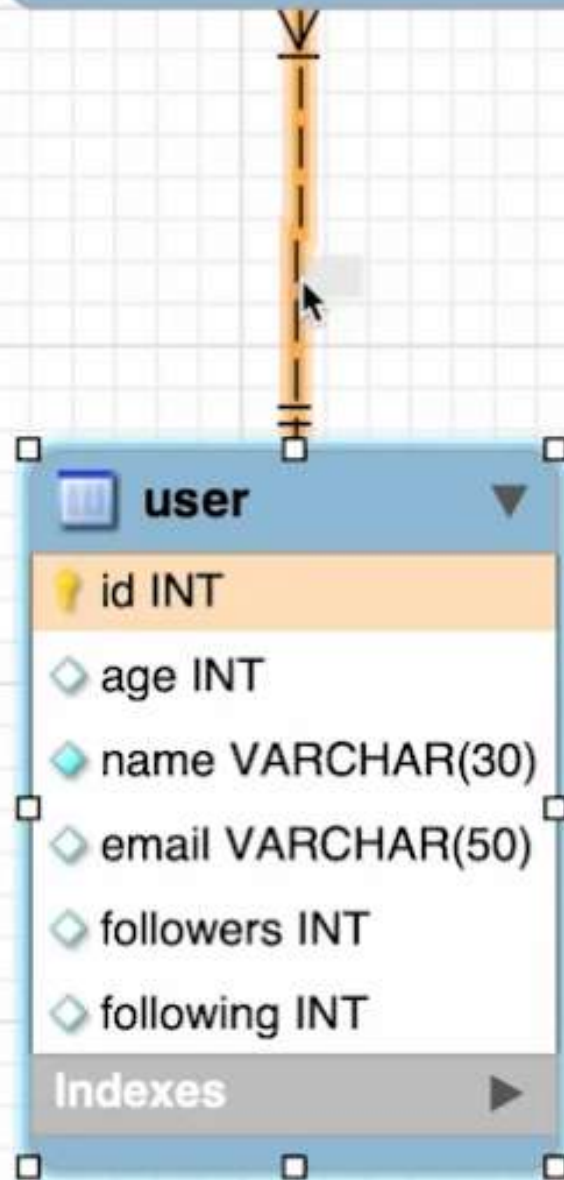 user
id INT
age INT
name VARCHAR(30)
email VARCHAR(50)
followers INT
following INT
Indexes